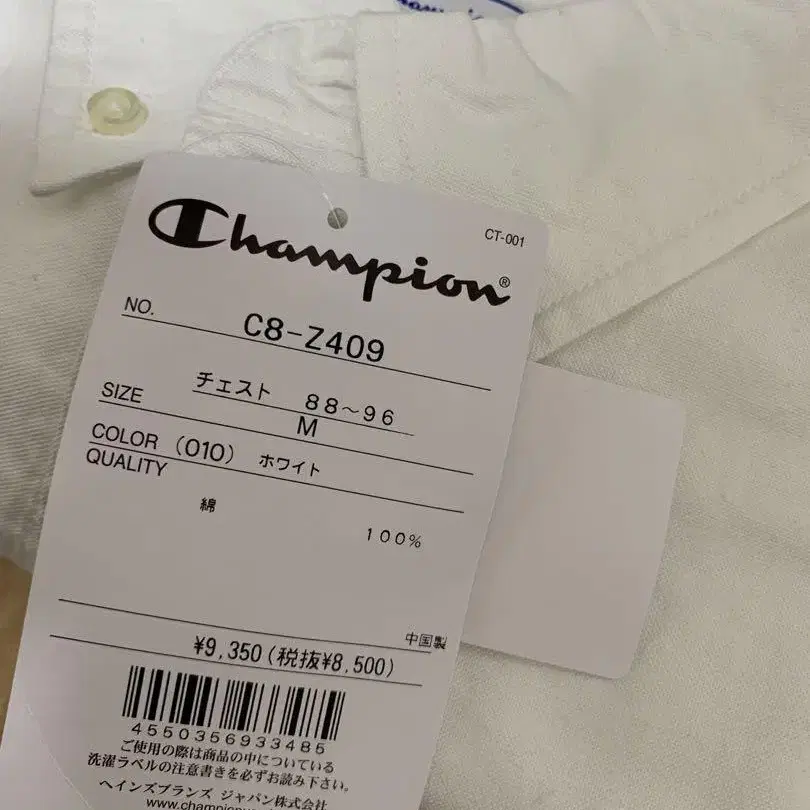 CT-001
Champion®
NO. C8-Z409
SIZE チェスト 88～96
M
COLOR (010) ホワイト
QUALITY
綿
100%
中国製
¥9,350(税抜¥8,500)
4550356933485
ご使用の際は商品の中についている
洗濯ラベルの注意書きを必ずお読み下さい。
ヘインズブランズ ジャパン株式会社